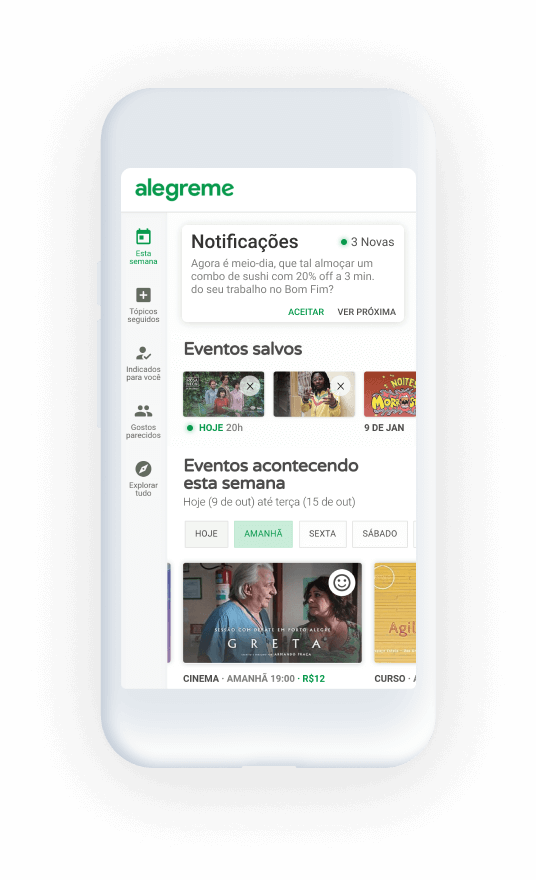 alegreme
Esta
semana
Tópicos
seguidos
Indicados
para você
Gostos
parecidos
Explorar
tudo
Notificações
3 Novas
Agora é meio-dia, que tal almoçar um
combo de sushi com 20% off a 3 min.
do seu trabalho no Bom Fim?
ACEITAR VER PRÓXIMA
Eventos salvos
NOITES
HOJE 20h
9 DE JAN
Eventos acontecendo
esta semana
Hoje (9 de out) até terça (15 de out)
HOJE AMANHÃ SEXTA SÁBADO
SESSÃO COM DEBATE EM PORTO ALEGRE
GRETA
ARMANDO PRAÇA
Agil
CINEMA · AMANHÃ 19:00 · R$12
CURSO ·